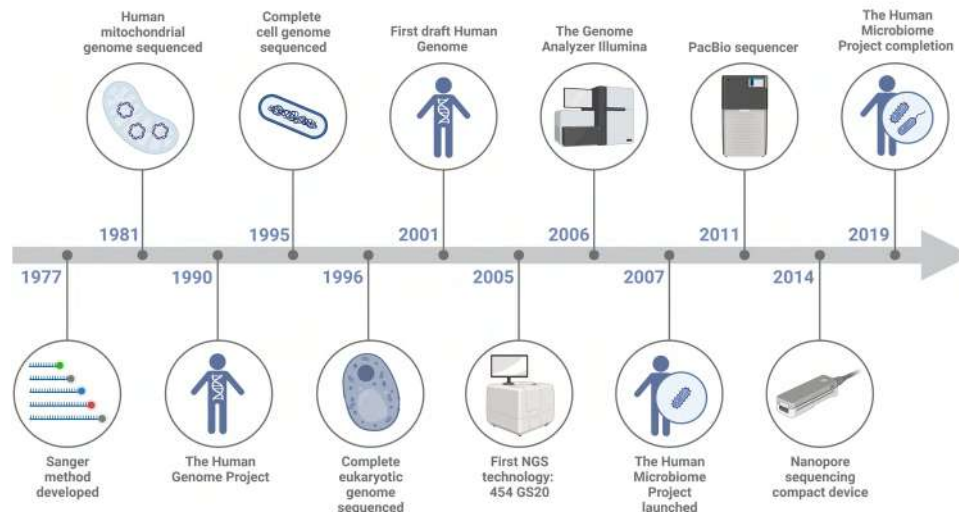 Human
mitochondrial
genome sequenced
Complete
cell genome
sequenced
First draft Human
Genome
The Genome
Analyzer Illumina
PacBio sequencer
The Human
Microbiome
Project completion
1981
1995
2001
2006
2011
2019
1977
1990
1996
2005
2007
2014
Sanger
method
developed
The Human
Genome Project
Complete
eukaryotic
genome
sequenced
First NGS
technology:
454 GS20
The Human
Microbiome
Project
launched
Nanopore
sequencing
compact device